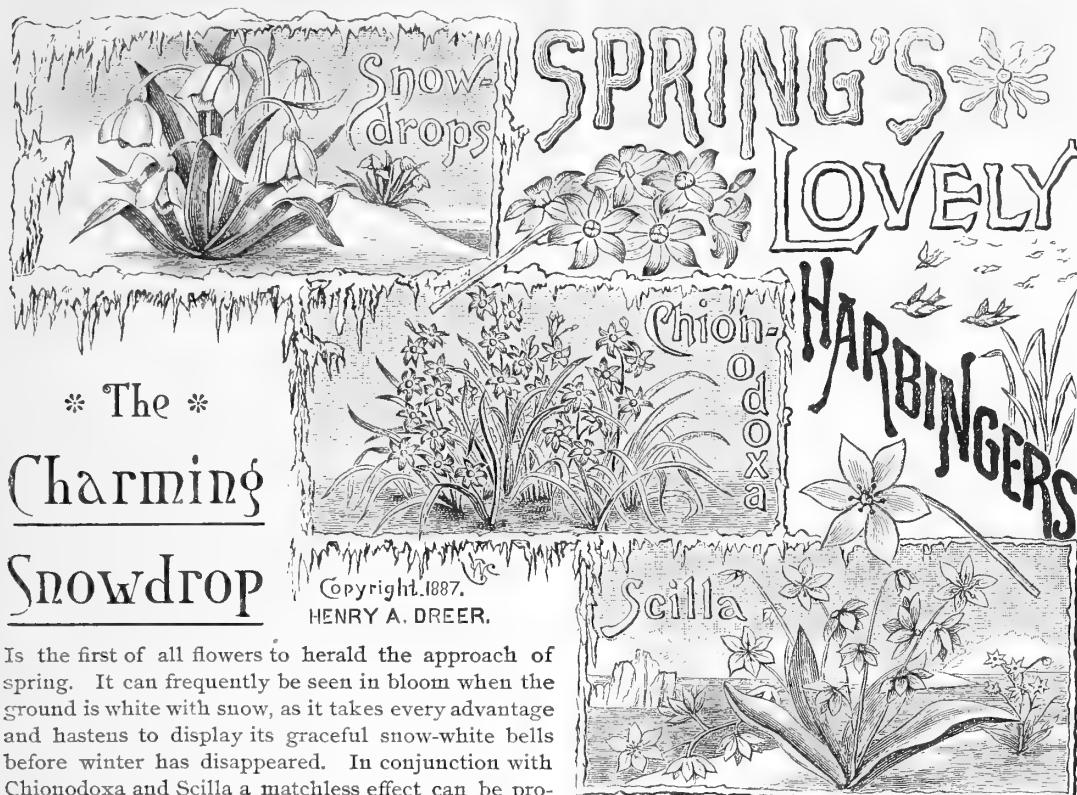 Snow-
drops
SPRING'S
LOVELY
HARBINGERS
Chion-
odoxa
Scilla
* The *
Charming
Snowdrop
Copyright.1887.
HENRY A. DREER.
Is the first of all flowers to herald the approach of
spring. It can frequently be seen in bloom when the
ground is white with snow, as it takes every advantage
and hastens to display its graceful snow-white bells
before winter has disappeared. In conjunction with
Chionodoxa and Scilla a matchless effect can be pro-